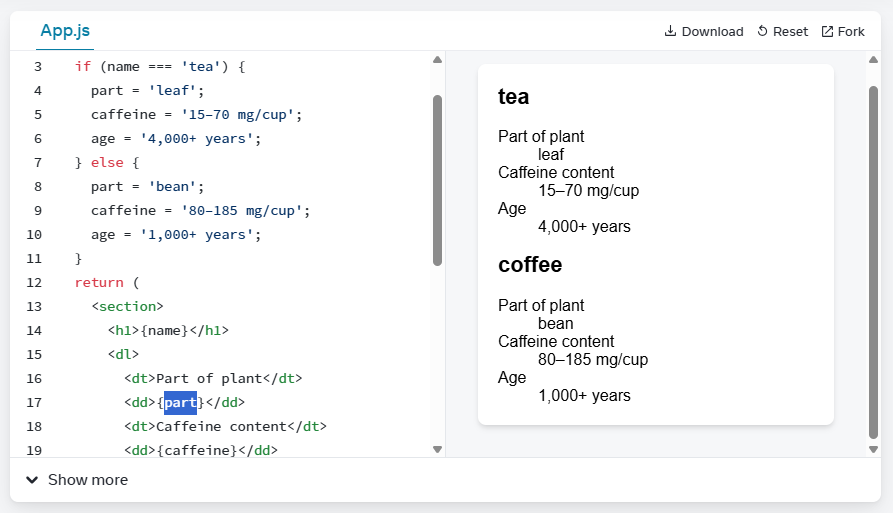 App.js
Download Reset Fork
3 if (name === 'tea') {
4 part = 'leaf';
5 caffeine = '15–70 mg/cup';
6 age = '4,000+ years';
7 } else {
8 part = 'bean';
9 caffeine = '80–185 mg/cup';
10 age = '1,000+ years';
11 }
12 return (
13 <section>
14 <h1>{name}</h1>
15 <dl>
16 <dt>Part of plant</dt>
17 <dd>{part}</dd>
18 <dt>Caffeine content</dt>
19 <dd>{caffeine}</dd>
tea
Part of plant
leaf
Caffeine content
15–70 mg/cup
Age
4,000+ years
coffee
Part of plant
bean
Caffeine content
80–185 mg/cup
Age
1,000+ years
Show more